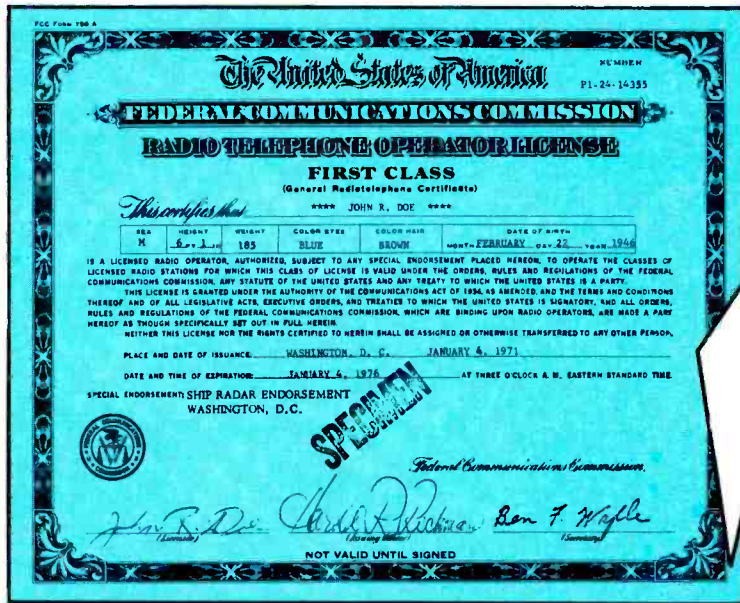 FCC Form 756 A
NUMBER
The United States of America
P1-24-14355
FEDERAL COMMUNICATIONS COMMISSION
RADIO TELEPHONE OPERATOR LICENSE
FIRST CLASS
(General Radiotelephone Certificate)
This certifies that **** JOHN R. DOE ****
SEX HEIGHT WEIGHT COLOR EYES COLOR HAIR DATE OF BIRTH
M 6 FT 1 IN 185 BLUE BROWN MONTH FEBRUARY DAY 22 YEAR 1946
IS A LICENSED RADIO OPERATOR, AUTHORIZED, SUBJECT TO ANY SPECIAL ENDORSEMENT PLACED HEREON, TO OPERATE THE CLASSES OF
LICENSED RADIO STATIONS FOR WHICH THIS CLASS OF LICENSE IS VALID UNDER THE ORDERS, RULES AND REGULATIONS OF THE FEDERAL
COMMUNICATIONS COMMISSION, ANY STATUTE OF THE UNITED STATES AND ANY TREATY TO WHICH THE UNITED STATES IS A PARTY.
THIS LICENSE IS GRANTED UNDER THE AUTHORITY OF THE COMMUNICATIONS ACT OF 1934, AS AMENDED, AND THE TERMS AND CONDITIONS
THEREOF AND OF ALL LEGISLATIVE ACTS, EXECUTIVE ORDERS, AND TREATIES TO WHICH THE UNITED STATES IS SIGNATORY, AND ALL ORDERS,
RULES AND REGULATIONS OF THE FEDERAL COMMUNICATIONS COMMISSION, WHICH ARE BINDING UPON RADIO OPERATORS, ARE MADE A PART
HEREOF AS THOUGH SPECIFICALLY SET OUT IN FULL HEREIN.
NEITHER THIS LICENSE NOR THE RIGHTS CERTIFIED TO HEREIN SHALL BE ASSIGNED OR OTHERWISE TRANSFERRED TO ANY OTHER PERSON.
PLACE AND DATE OF ISSUANCE: WASHINGTON, D. C. JANUARY 4, 1971
DATE AND TIME OF EXPIRATION: JANUARY 4, 1976 AT THREE O'CLOCK A. M. EASTERN STANDARD TIME
SPECIAL ENDORSEMENT: SHIP RADAR ENDORSEMENT
WASHINGTON, D.C.
SPECIMEN
Federal Communications Commission.
John R. Doe Ben F. Waple
(Licensee) (Issuing Officer) (Secretary)
NOT VALID UNTIL SIGNED